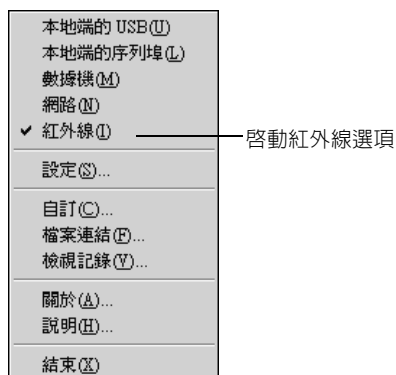 本地端的 USB(U)
本地端的序列埠(L)
數據機(M)
網路(N)
✔ 紅外線(I)
啓動紅外線選項
設定(S)...
自訂(C)...
檔案連結(F)...
檢視記錄(V)...
關於(A)...
說明(H)...
結束(X)